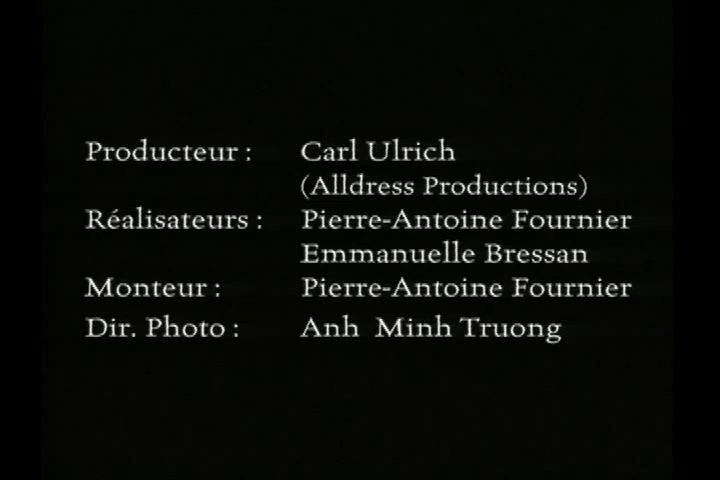 Producteur : Carl Ulrich
(Alldress Productions)
Réalisateurs : Pierre-Antoine Fournier
Emmanuelle Bressan
Monteur : Pierre-Antoine Fournier
Dir. Photo : Anh Minh Truong